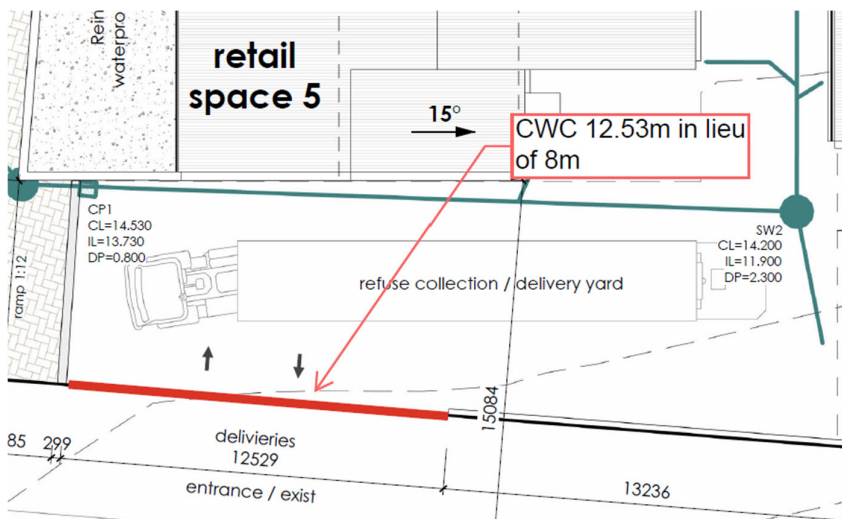 Rein
waterpro
retail
space 5
15°
CWC 12.53m in lieu
of 8m
CP1
CL=14.530
IL=13.730
DP=0.800
SW2
CL=14.200
IL=11.900
DP=2.300
ramp 1:12
refuse collection / delivery yard
15084
85
299
delivieries
12529
13236
entrance / exist